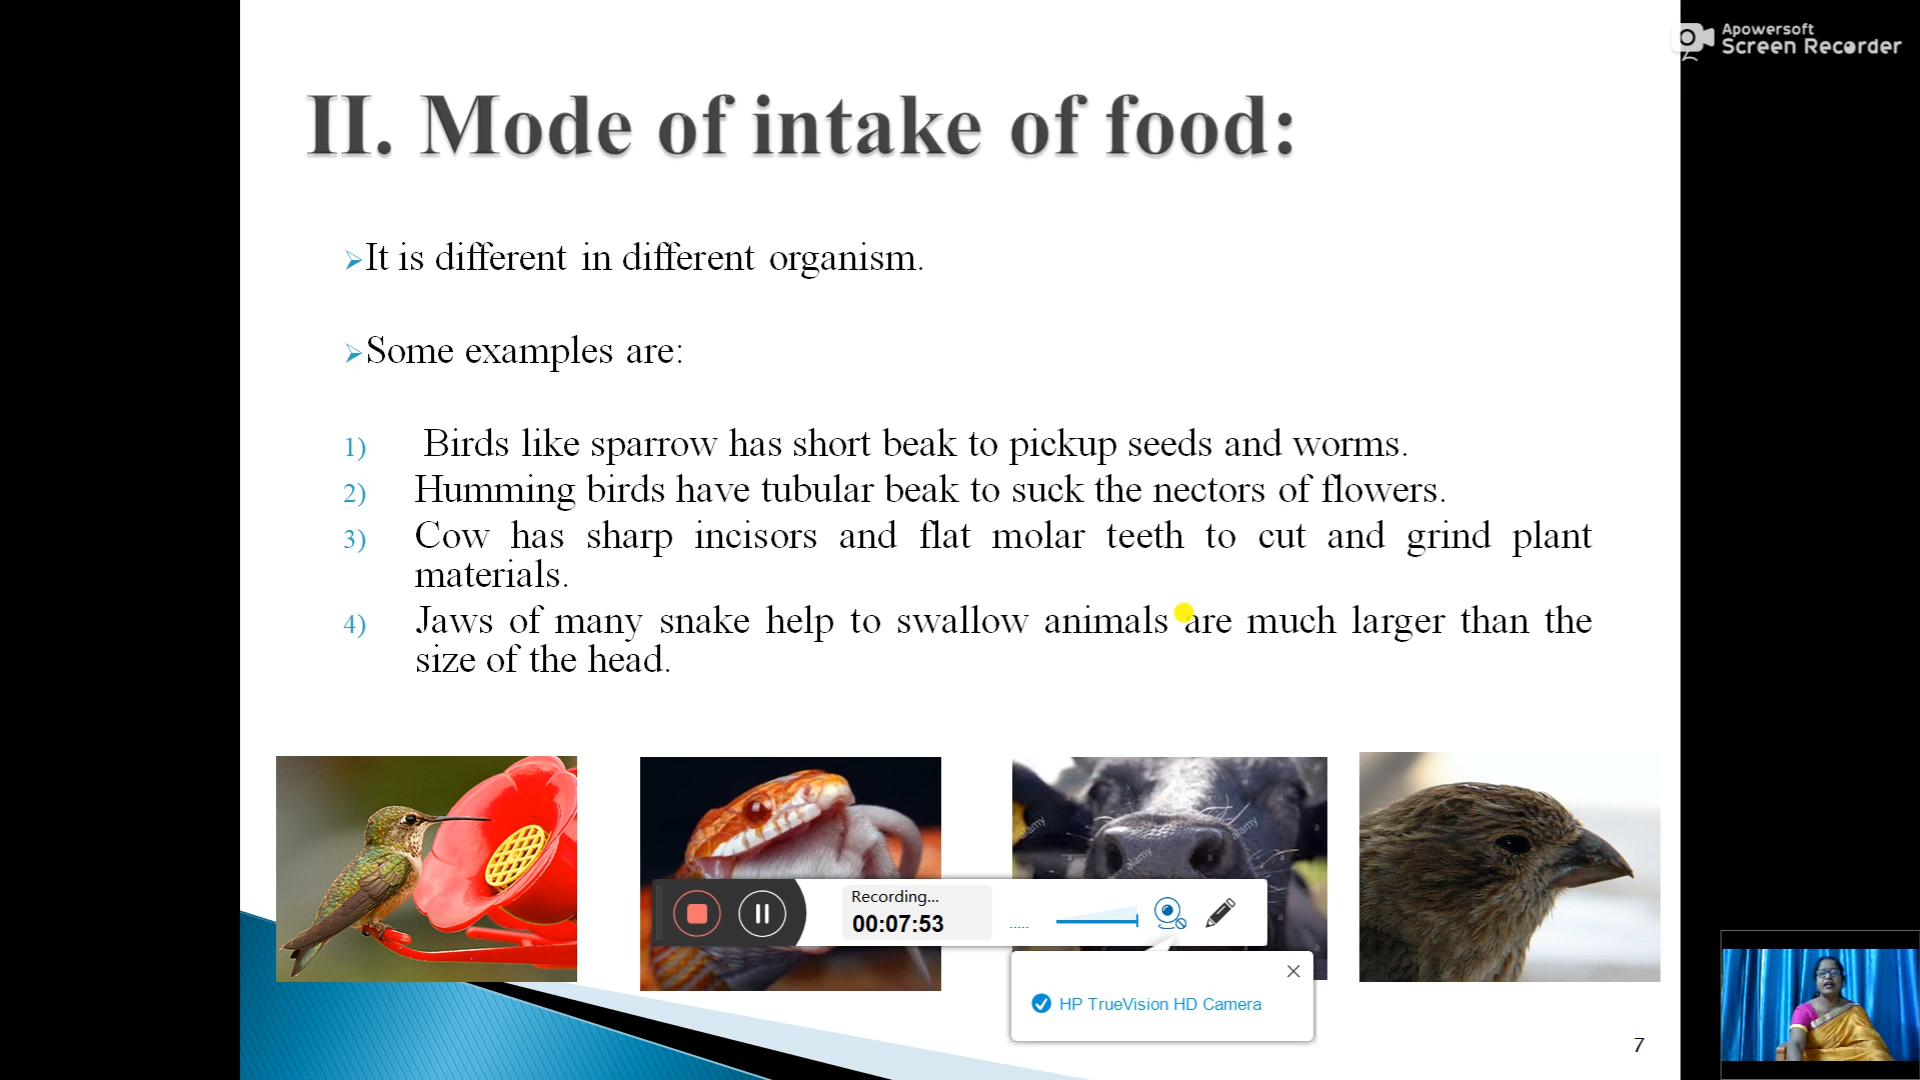 Apowersoft
Screen Recorder
II. Mode of intake of food:
It is different in different organism.
Some examples are:
1) Birds like sparrow has short beak to pickup seeds and worms.
2) Humming birds have tubular beak to suck the nectors of flowers.
3) Cow has sharp incisors and flat molar teeth to cut and grind plant
materials.
4) Jaws of many snake help to swallow animals are much larger than the
size of the head.
alamy
alamy
alamy
a
a
a
Recording...
00:07:53
HP TrueVision HD Camera
7